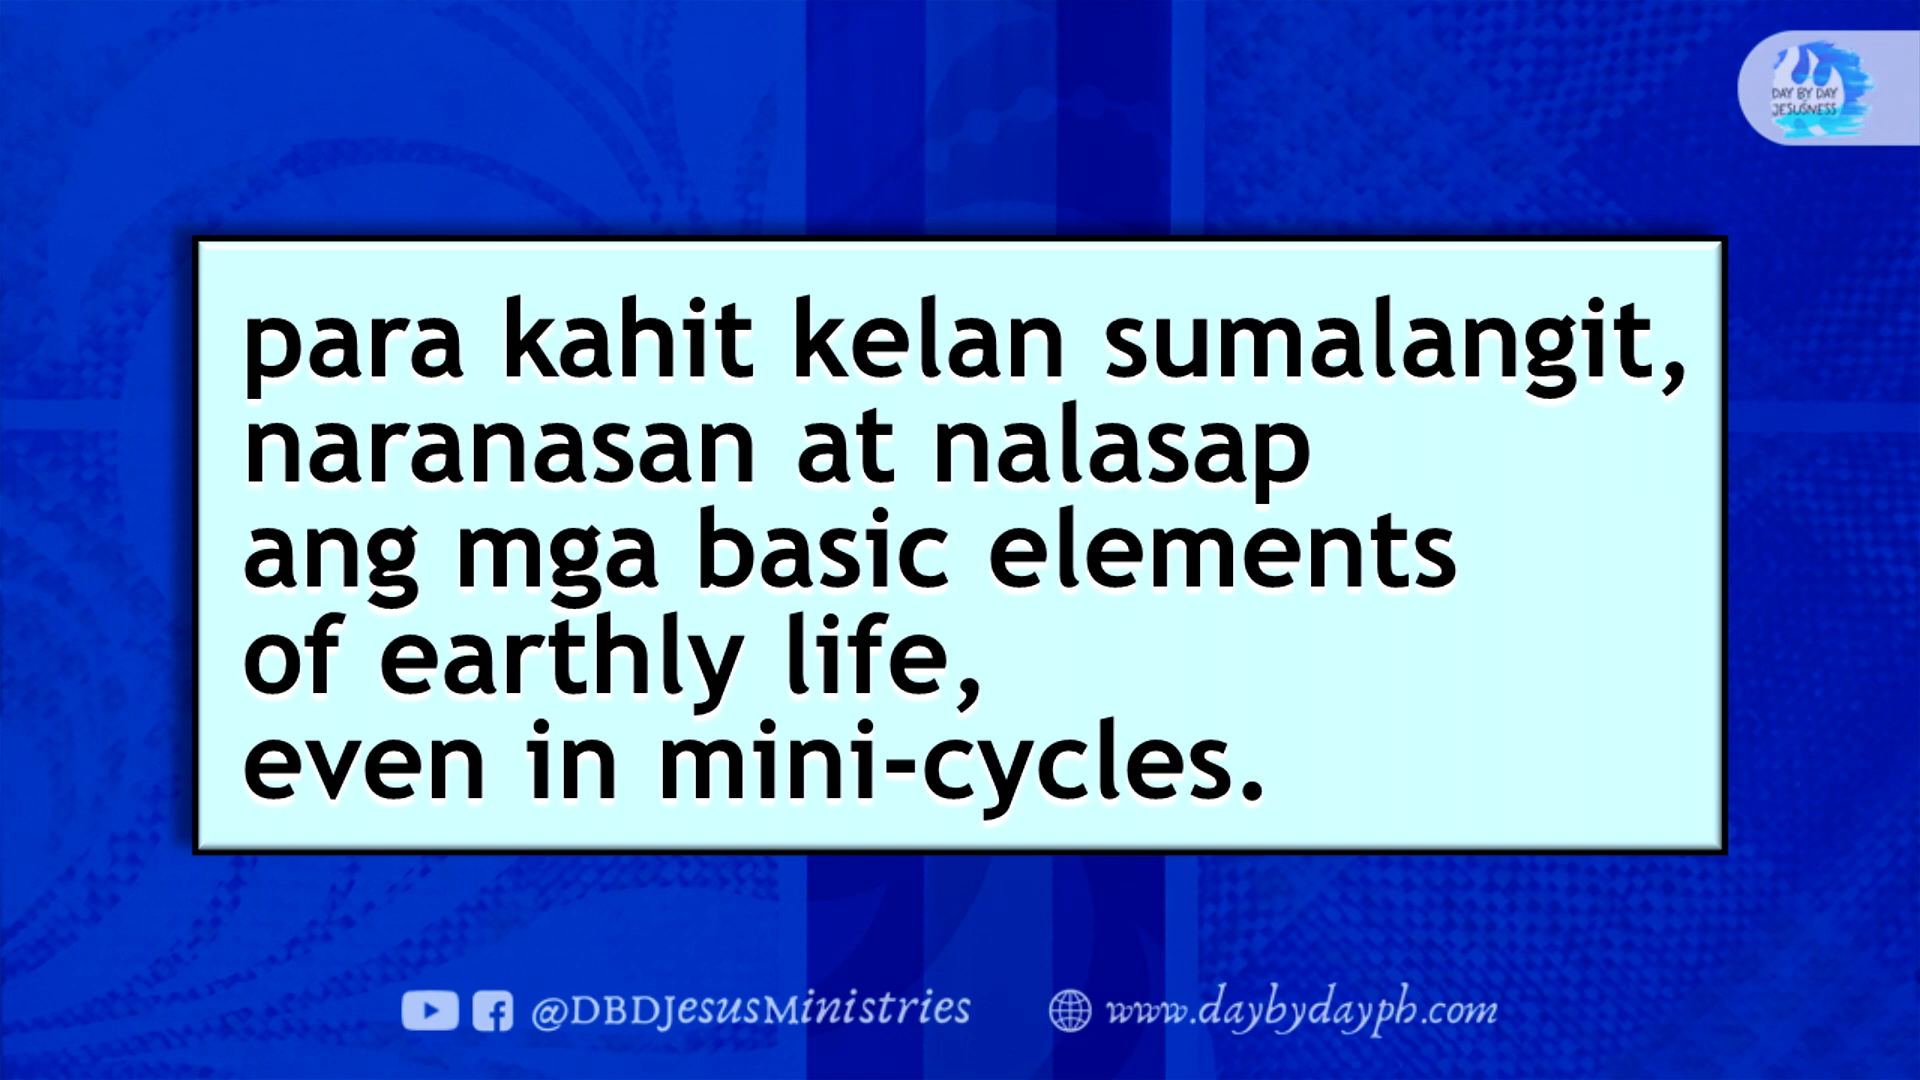 DAY BY DAY
JESUSNESS
para kahit kelan sumalangit,
naranasan at nalasap
ang mga basic elements
of earthly life,
even in mini-cycles.
@DBDJesusMinistries
www.daybydayph.com